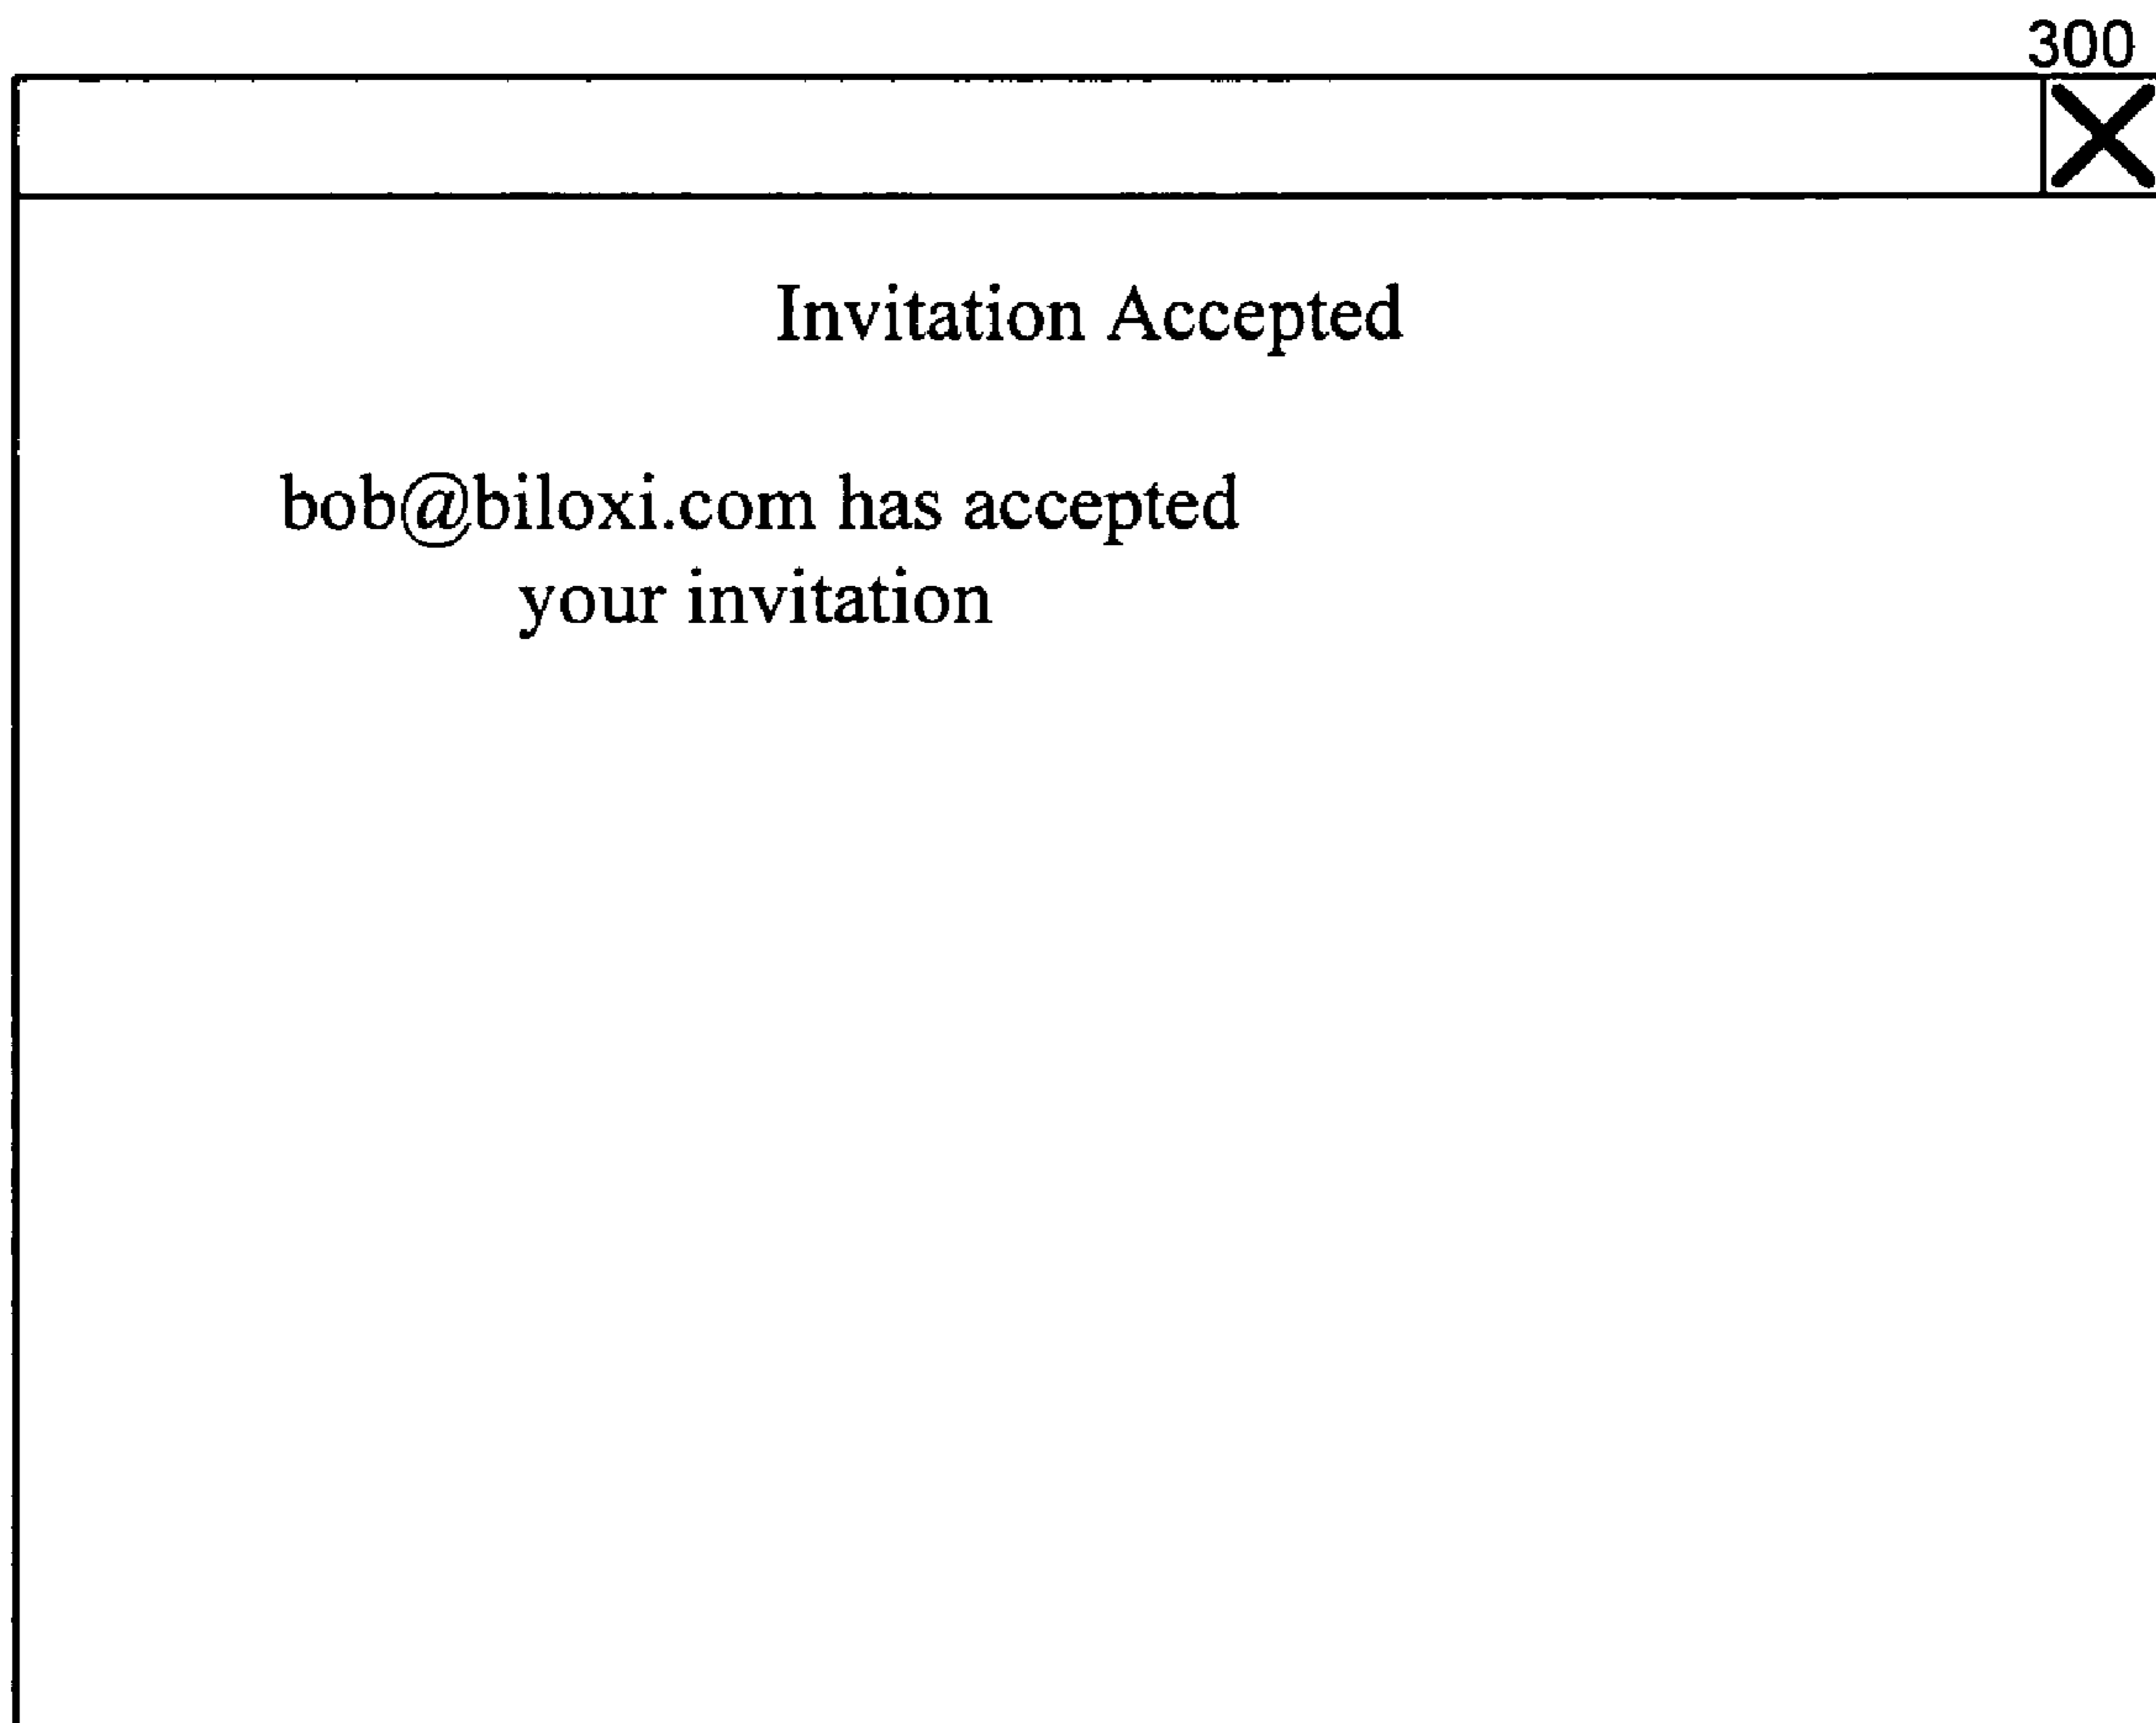 300
Invitation Accepted
bob@biloxi.com has accepted
your invitation